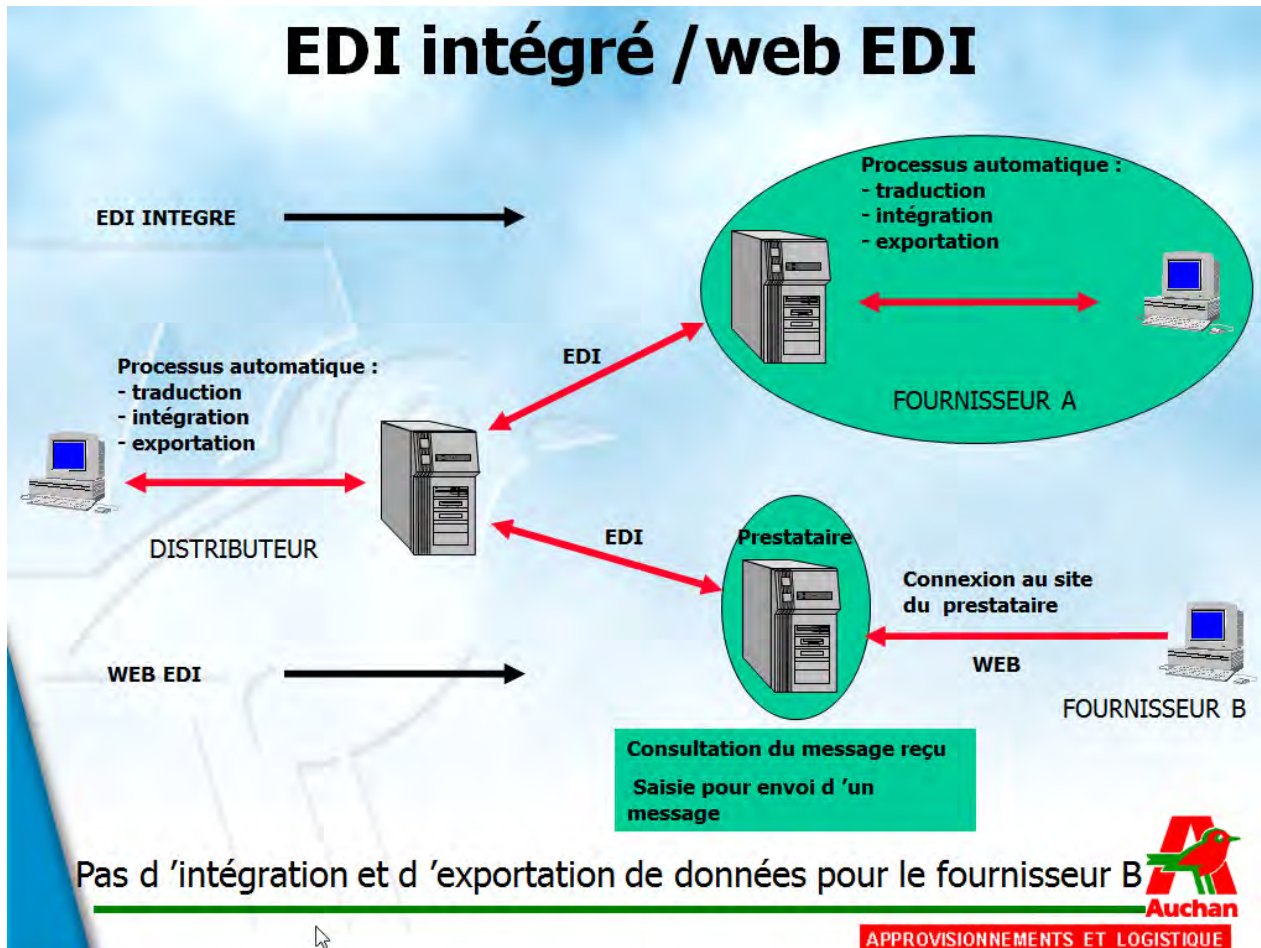 EDI intégré /web EDI
EDI INTEGRE
Processus automatique :
- traduction
- intégration
- exportation
FOURNISSEUR A
EDI
Processus automatique :
- traduction
- intégration
- exportation
DISTRIBUTEUR
EDI
Prestataire
Connexion au site
du prestataire
WEB
FOURNISSEUR B
WEB EDI
Consultation du message reçu
Saisie pour envoi d ’un
message
Pas d ’intégration et d ’exportation de données pour le fournisseur B
Auchan
APPROVISIONNEMENTS ET LOGISTIQUE